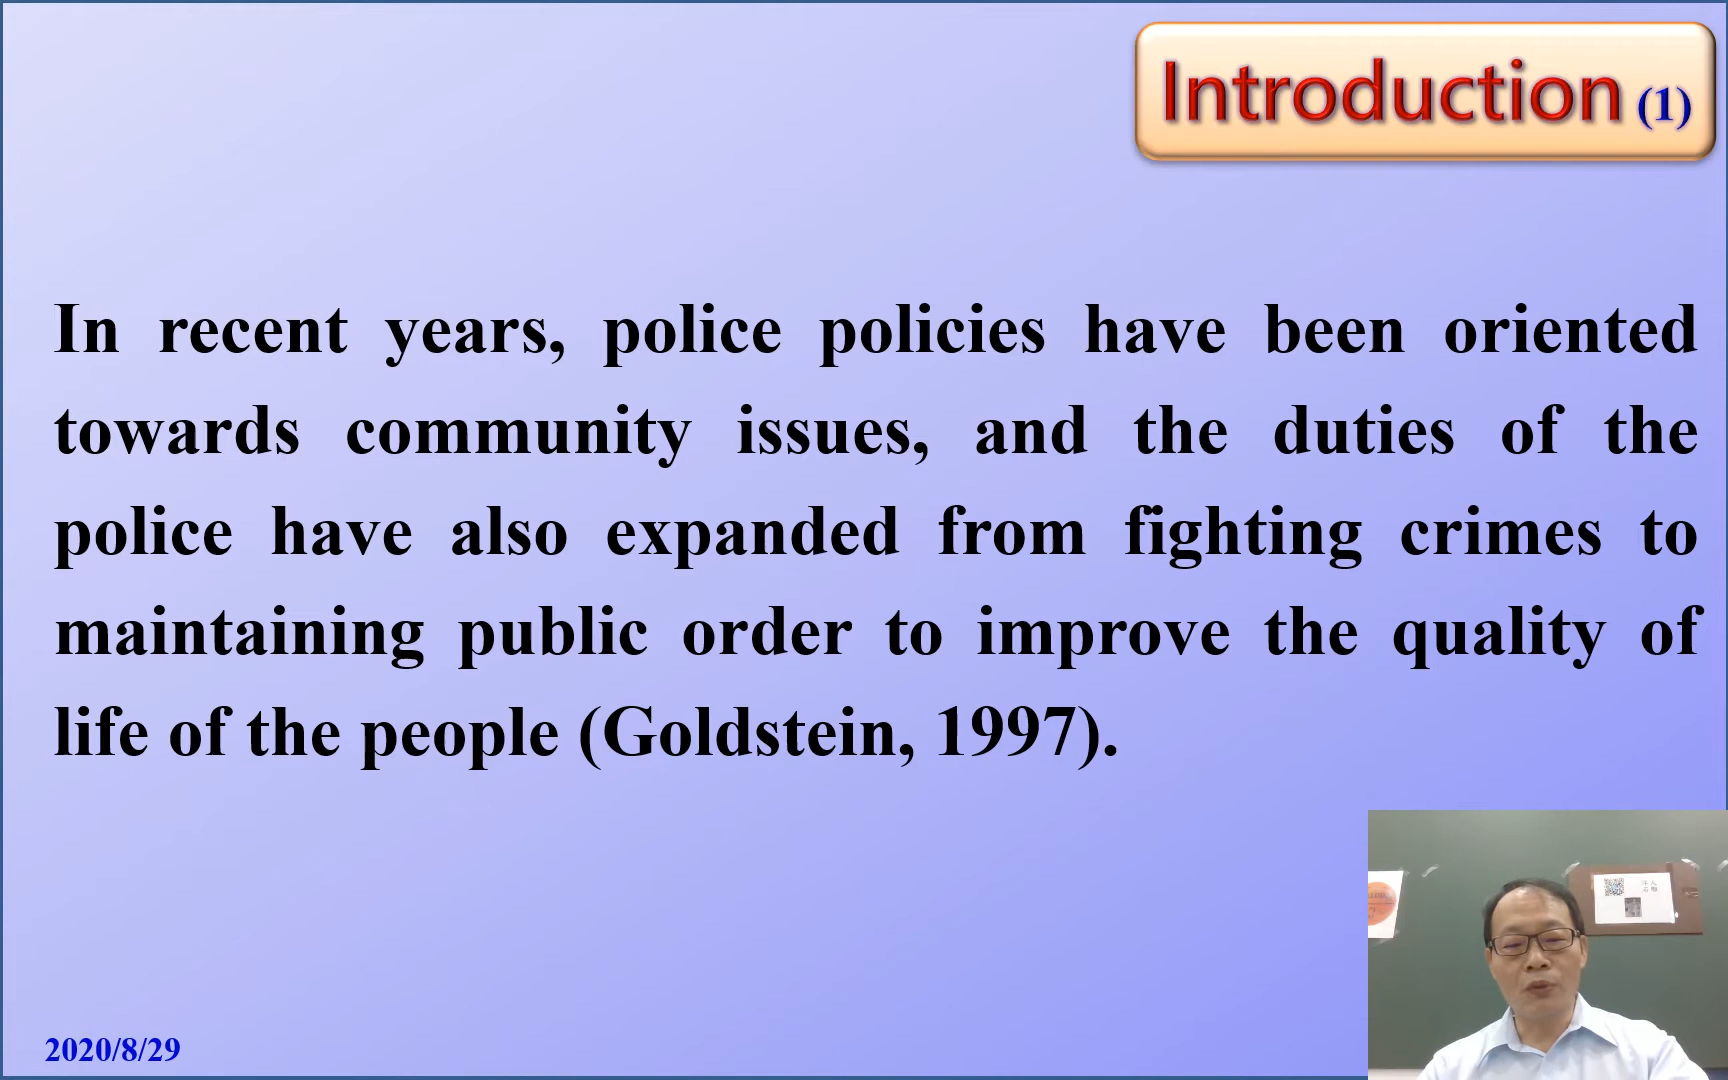 Introduction (1)
In recent years, police policies have been oriented
towards community issues, and the duties of the
police have also expanded from fighting crimes to
maintaining public order to improve the quality of
life of the people (Goldstein, 1997).
2020/8/29